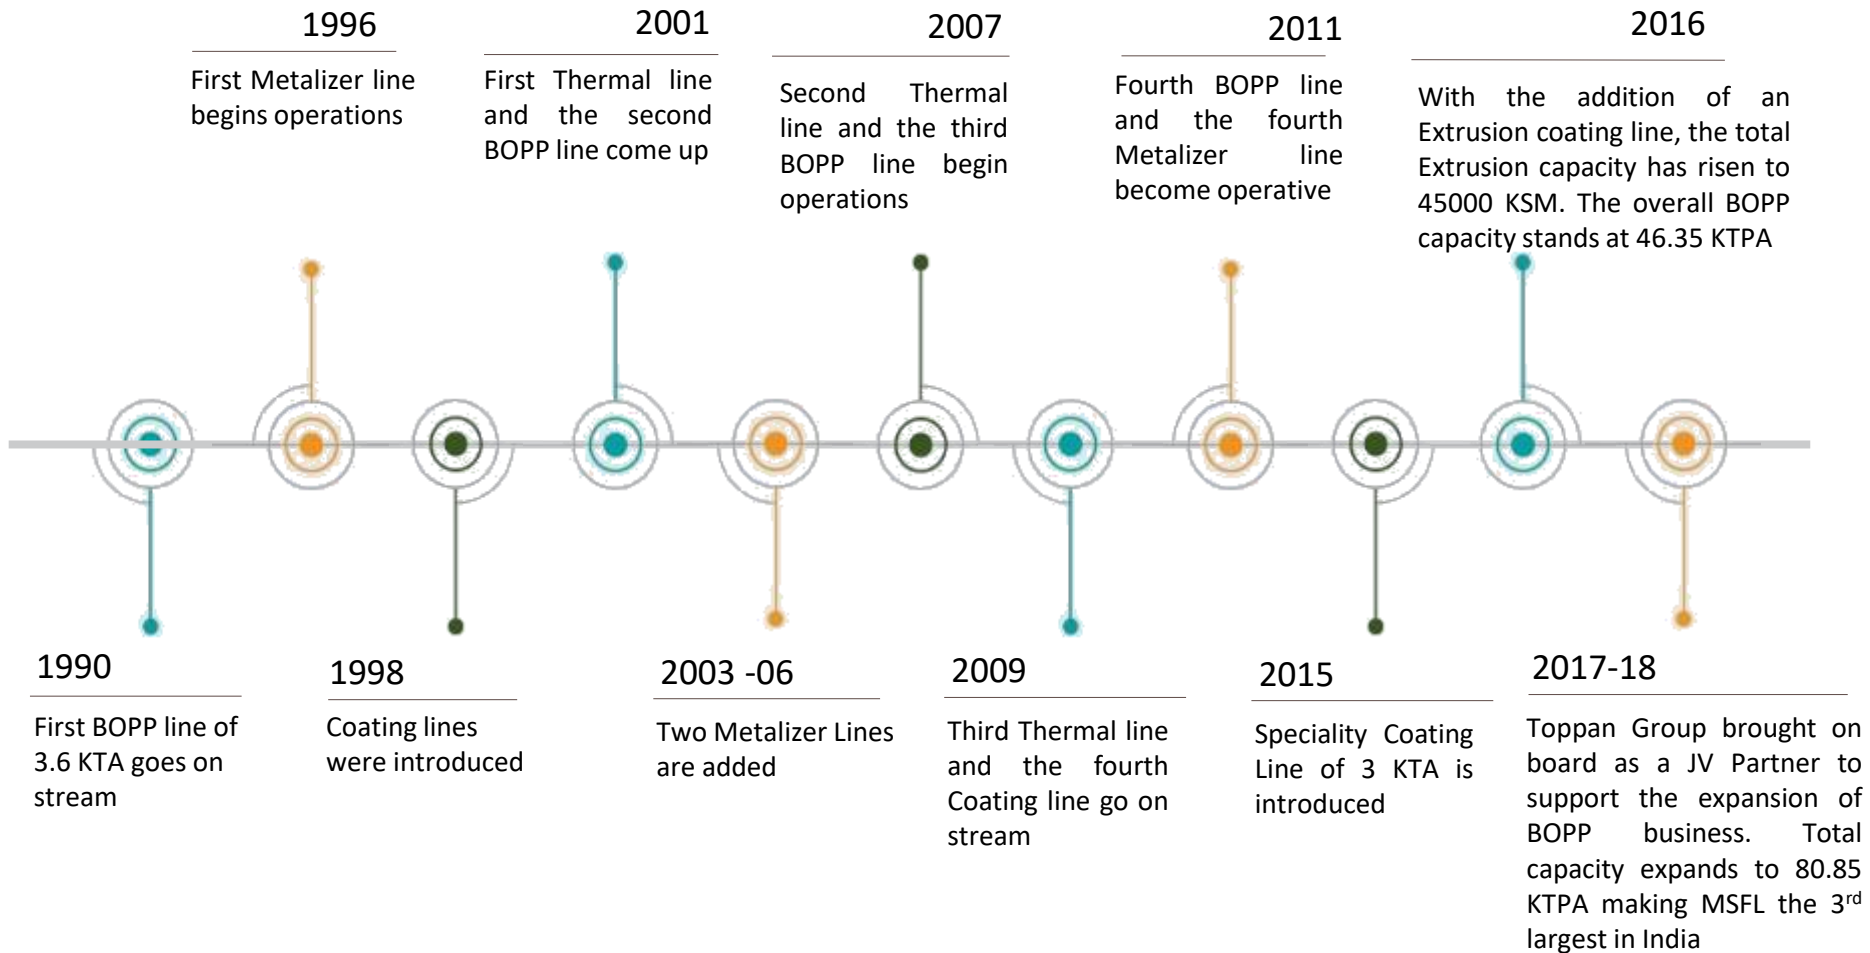 1996
First Metalizer line
begins operations
2001
First Thermal line
and the second
BOPP line come up
2007
Second Thermal
line and the third
BOPP line begin
operations
2011
Fourth BOPP line
and the fourth
Metalizer line
become operative
2016
With the addition of an
Extrusion coating line, the total
Extrusion capacity has risen to
45000 KSM. The overall BOPP
capacity stands at 46.35 KTPA
1990
First BOPP line of
3.6 KTA goes on
stream
1998
Coating lines
were introduced
2003 -06
Two Metalizer Lines
are added
2009
Third Thermal line
and the fourth
Coating line go on
stream
2015
Speciality Coating
Line of 3 KTA is
introduced
2017-18
Toppan Group brought on
board as a JV Partner to
support the expansion of
BOPP business. Total
capacity expands to 80.85
KTPA making MSFL the 3rd
largest in India